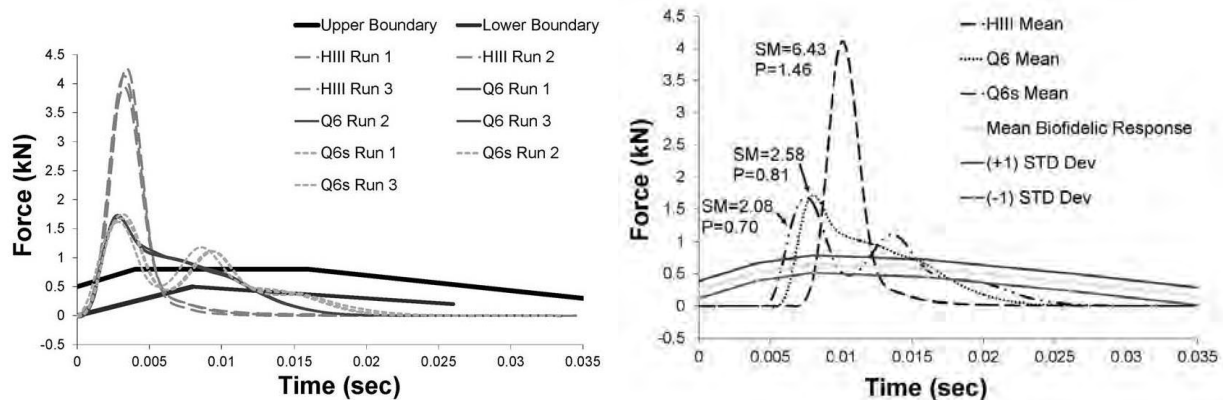 Upper Boundary Lower Boundary
HIII Run 1 HIII Run 2
HIII Run 3 Q6 Run 1
Q6 Run 2 Q6 Run 3
Q6s Run 1 Q6s Run 2
Q6s Run 3
Force (kN)
4.5
4
3.5
3
2.5
2
1.5
1
0.5
0
-0.5
0 0.005 0.01 0.015 0.02 0.025 0.03 0.035
Time (sec)
HIII Mean
Q6 Mean
Q6s Mean
Mean Biofidelic Response
(+1) STD Dev
(-1) STD Dev
SM=6.43
P=1.46
SM=2.58
P=0.81
SM=2.08
P=0.70
Force (kN)
4.5
4
3.5
3
2.5
2
1.5
1
0.5
0
-0.5
0 0.005 0.01 0.015 0.02 0.025 0.03 0.035
Time (sec)